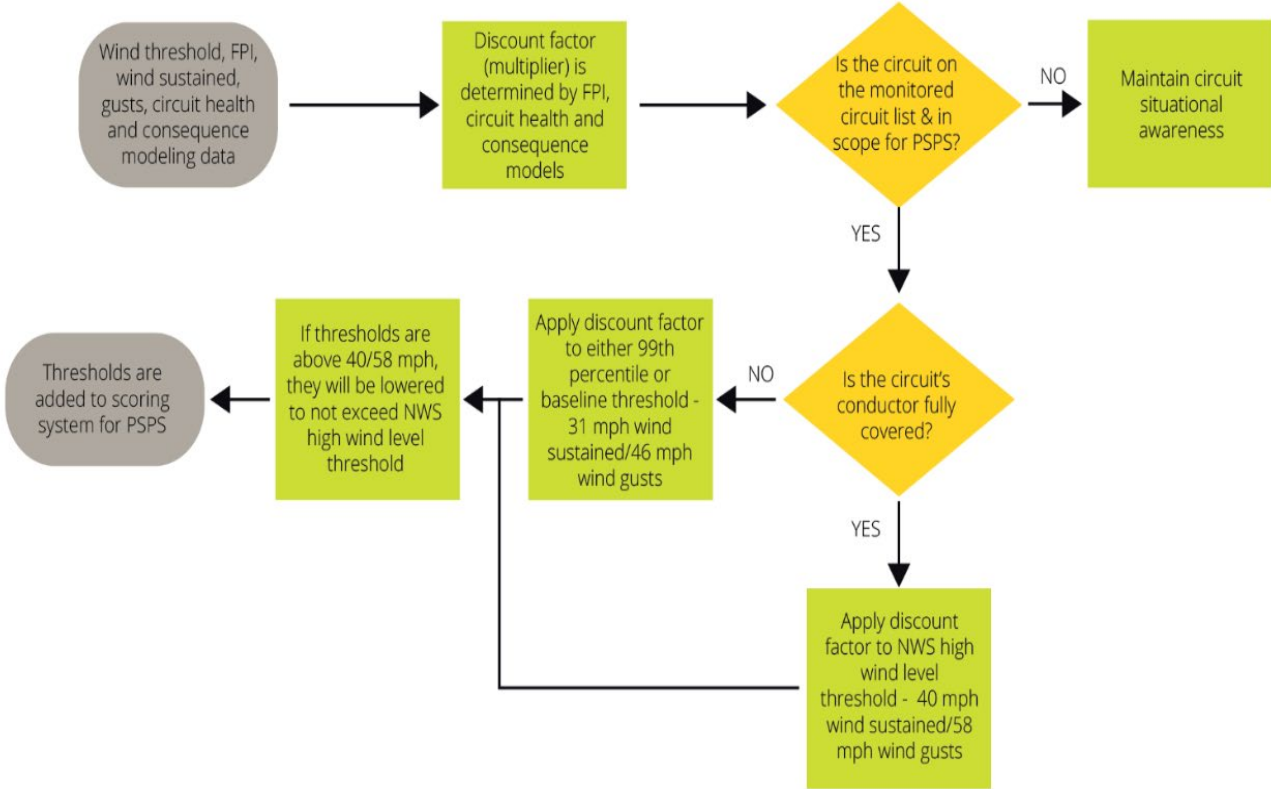 Wind threshold, FPI,
wind sustained,
gusts, circuit health
and consequence
modeling data
Discount factor
(multiplier) is
determined by FPI,
circuit health and
consequence
models
Is the circuit on
the monitored
circuit list & in
scope for PSPS?
NO
Maintain circuit
situational
awareness
YES
Is the circuit’s
conductor fully
covered?
NO
Apply discount factor
to either 99th
percentile or
baseline threshold -
31 mph wind
sustained/46 mph
wind gusts
If thresholds are
above 40/58 mph,
they will be lowered
to not exceed NWS
high wind level
threshold
Thresholds are
added to scoring
system for PSPS
YES
Apply discount
factor to NWS high
wind level
threshold - 40 mph
wind sustained/58
mph wind gusts